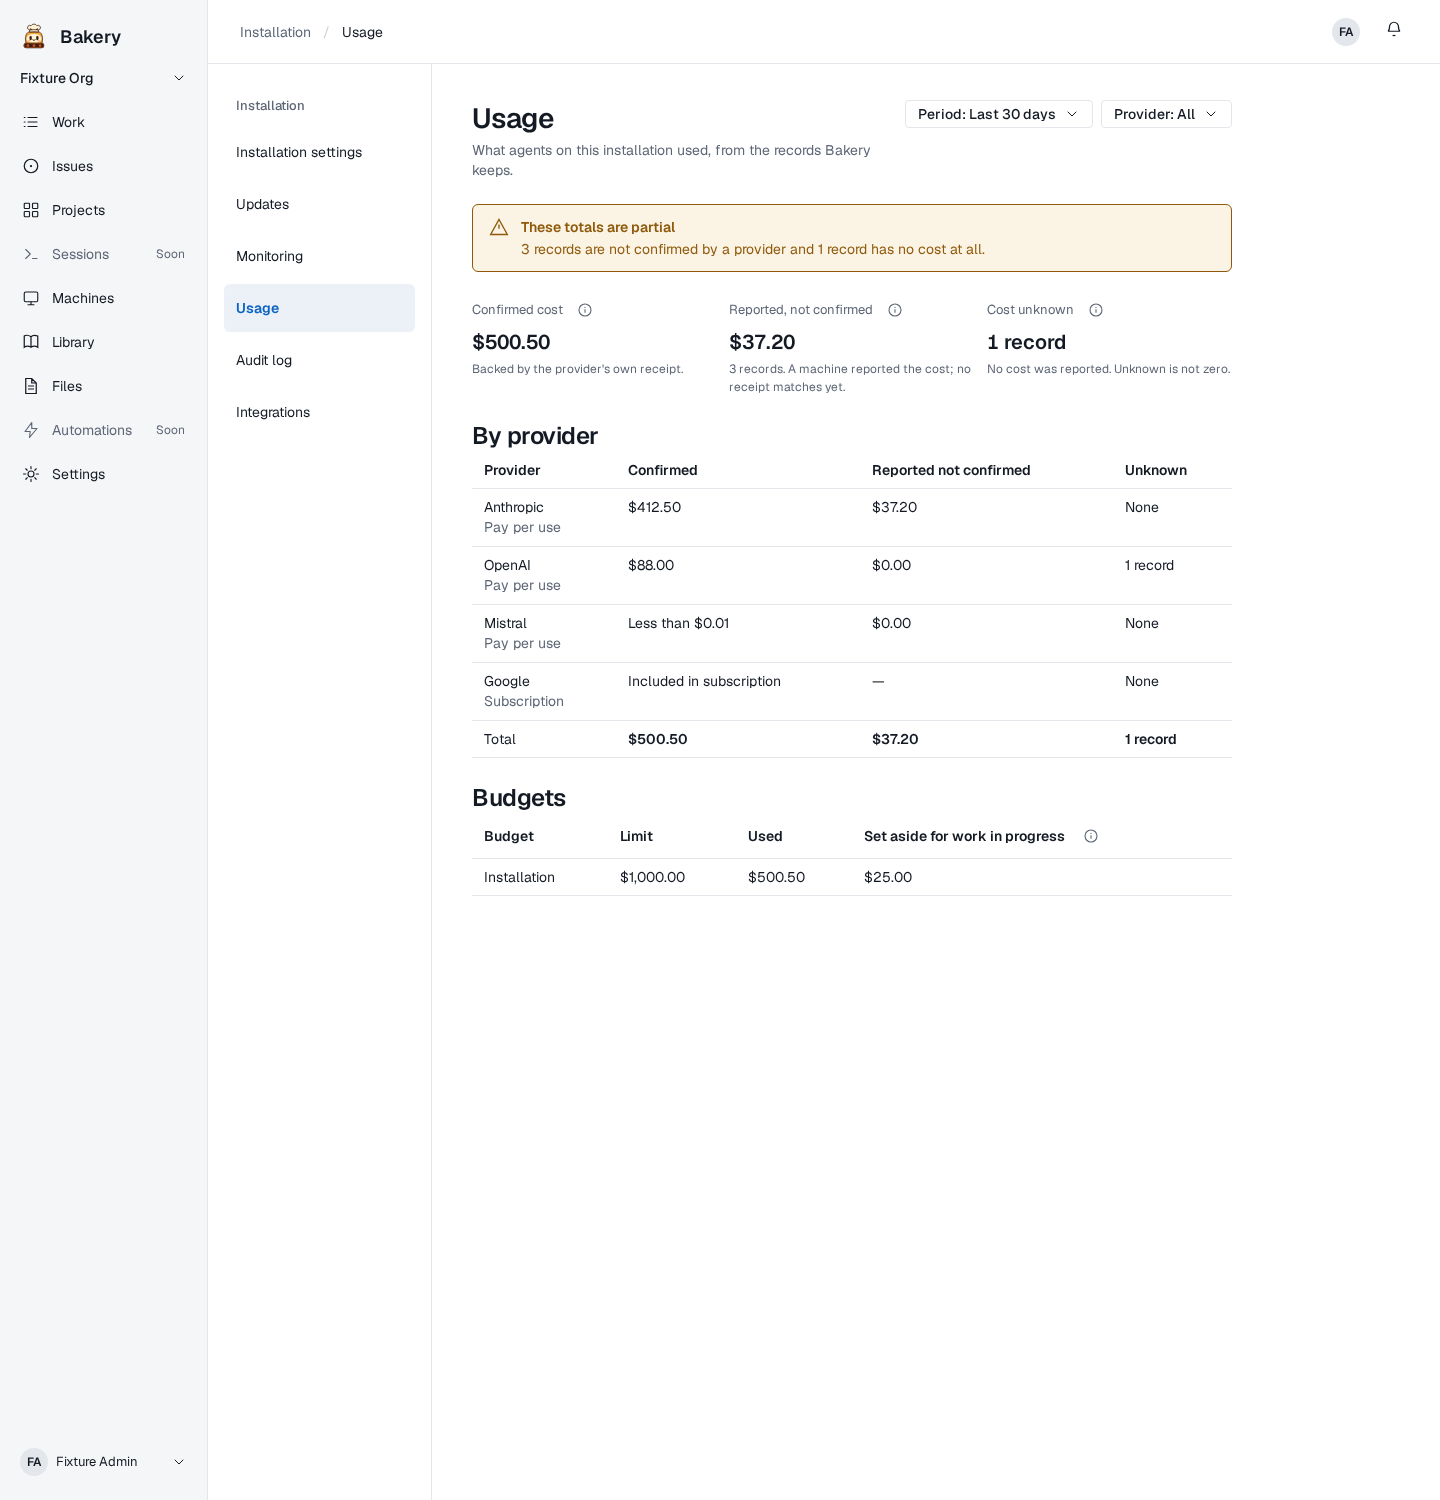 Bakery
Fixture Org
Work
Issues
Projects
Sessions Soon
Machines
Library
Files
Automations Soon
Settings
FA Fixture Admin
Installation / Usage
FA
Installation
Installation settings
Updates
Monitoring
Usage
Audit log
Integrations
Usage
What agents on this installation used, from the records Bakery
keeps.
Period: Last 30 days
Provider: All
These totals are partial
3 records are not confirmed by a provider and 1 record has no cost at all.
Confirmed cost
$500.50
Backed by the provider's own receipt.
Reported, not confirmed
$37.20
3 records. A machine reported the cost; no
receipt matches yet.
Cost unknown
1 record
No cost was reported. Unknown is not zero.
By provider
Provider Confirmed Reported not confirmed Unknown
Anthropic $412.50 $37.20 None
Pay per use
OpenAI $88.00 $0.00 1 record
Pay per use
Mistral Less than $0.01 $0.00 None
Pay per use
Google Included in subscription — None
Subscription
Total $500.50 $37.20 1 record
Budgets
Budget Limit Used Set aside for work in progress
Installation $1,000.00 $500.50 $25.00